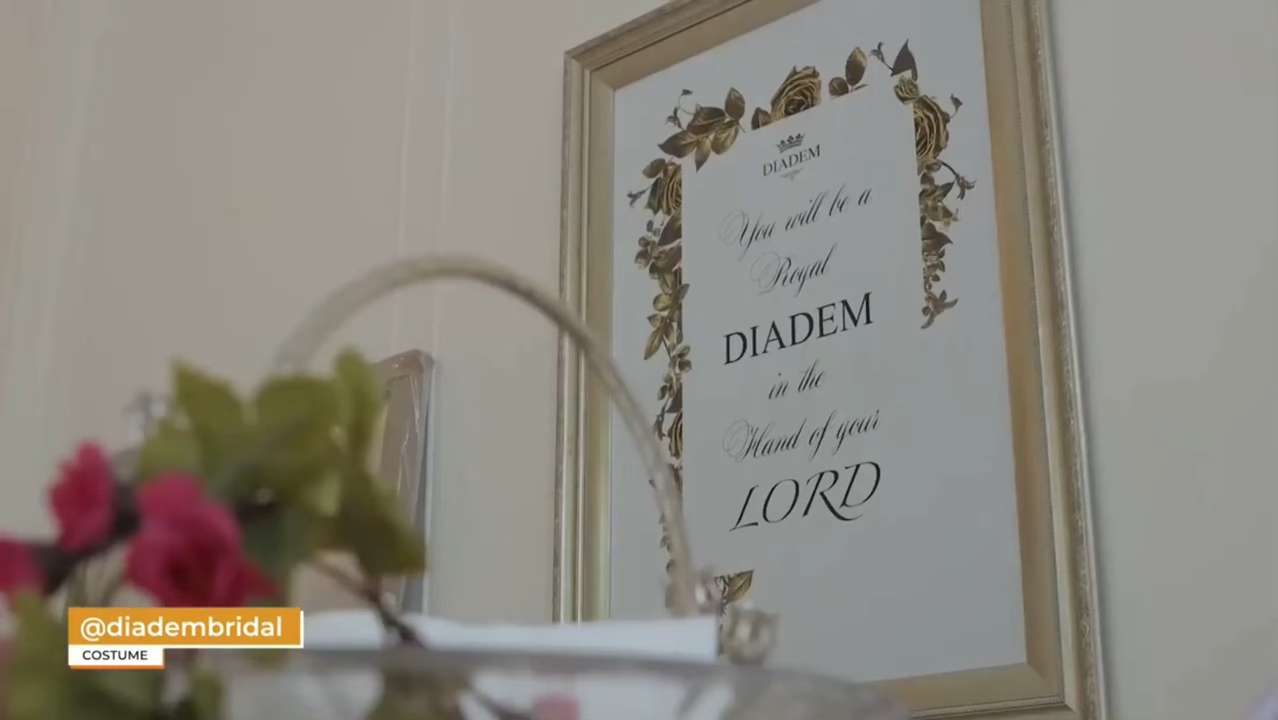 DIADEM
You will be a
Royal
DIADEM
in the
Hand of your
LORD
@diadembridal
COSTUME